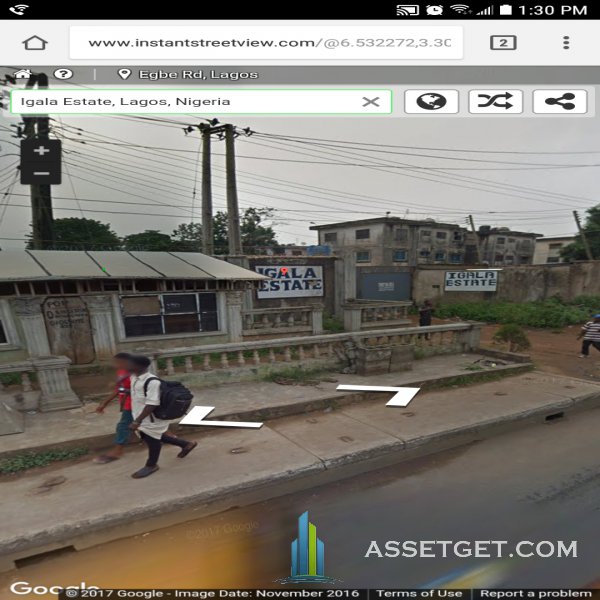 1:30 PM
www.instantstreetview.com/@6.532272,3.30
2
Egbe Rd, Lagos
Igala Estate, Lagos, Nigeria
IGALA
ESTATE
IGALA
ESTATE
© 2017 Google
ASSETGET.COM
Google
© 2017 Google - Image Date: November 2016 Terms of Use Report a problem